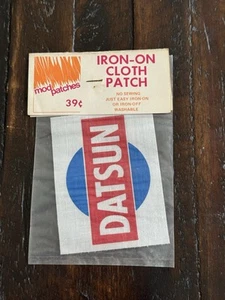 mod patches
39¢
IRON-ON
CLOTH
PATCH
NO SEWING
JUST EASY IRON-ON
OR IRON-OFF
WASHABLE
DATSUN